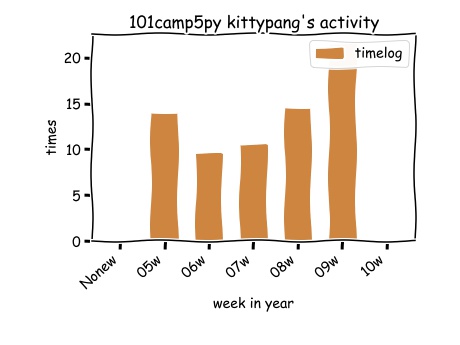 101camp5py kittypang's activity
timelog
times
20
15
10
5
0
Nonew 05w 06w 07w 08w 09w 10w
week in year